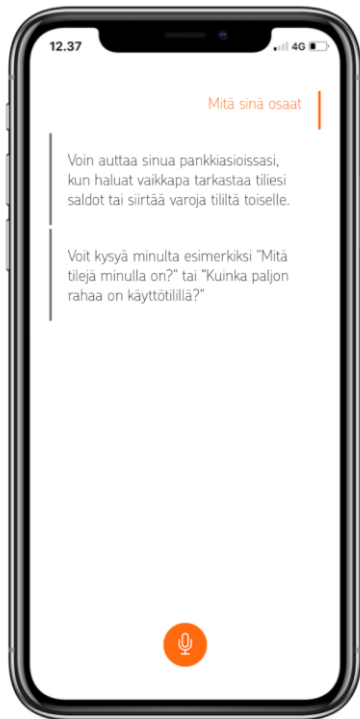 12.37
4G
Mitä sinä osaat
Voin auttaa sinua pankkiasioissasi,
kun haluat vaikkapa tarkastaa tiliesi
saldot tai siirtää varoja tililtä toiselle.
Voit kysyä minulta esimerkiksi "Mitä
tilejä minulla on?" tai "Kuinka paljon
rahaa on käyttötilillä?"